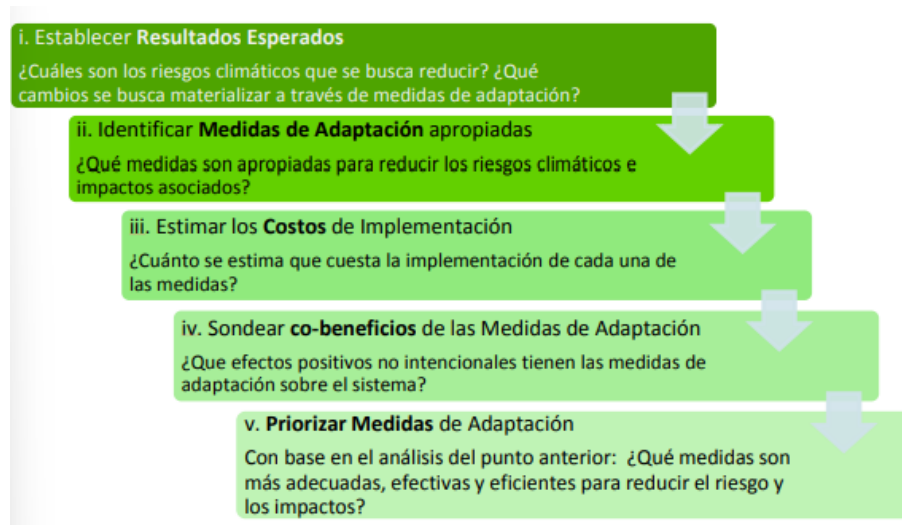 i. Establecer Resultados Esperados
¿Cuáles son los riesgos climáticos que se busca reducir? ¿Qué
cambios se busca materializar a través de medidas de adaptación?
ii. Identificar Medidas de Adaptación apropiadas
¿Qué medidas son apropiadas para reducir los riesgos climáticos e
impactos asociados?
iii. Estimar los Costos de Implementación
¿Cuánto se estima que cuesta la implementación de cada una de
las medidas?
iv. Sondear co-beneficios de las Medidas de Adaptación
¿Que efectos positivos no intencionales tienen las medidas de
adaptación sobre el sistema?
v. Priorizar Medidas de Adaptación
Con base en el análisis del punto anterior: ¿Qué medidas son
más adecuadas, efectivas y eficientes para reducir el riesgo y
los impactos?